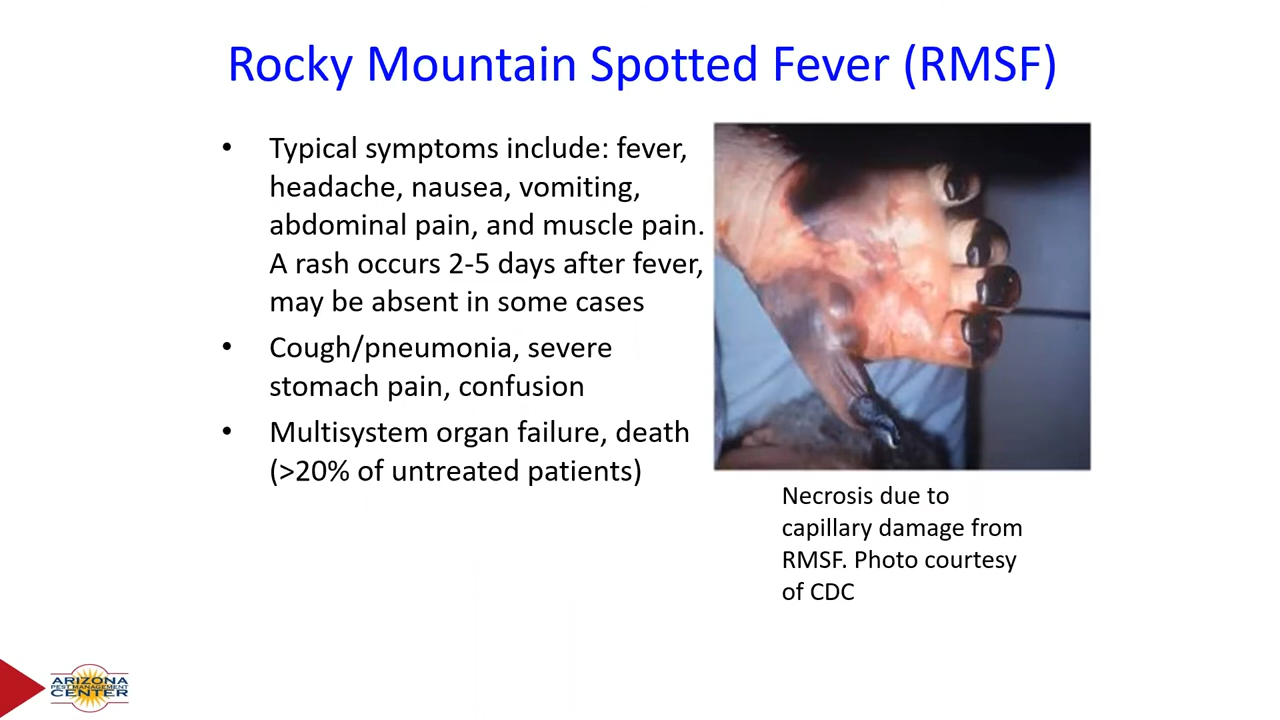 Rocky Mountain Spotted Fever (RMSF)
• Typical symptoms include: fever,
headache, nausea, vomiting,
abdominal pain, and muscle pain.
A rash occurs 2-5 days after fever,
may be absent in some cases
• Cough/pneumonia, severe
stomach pain, confusion
• Multisystem organ failure, death
(>20% of untreated patients)
Necrosis due to
capillary damage from
RMSF. Photo courtesy
of CDC
ARIZONA
PEST MANAGEMENT
CENTER